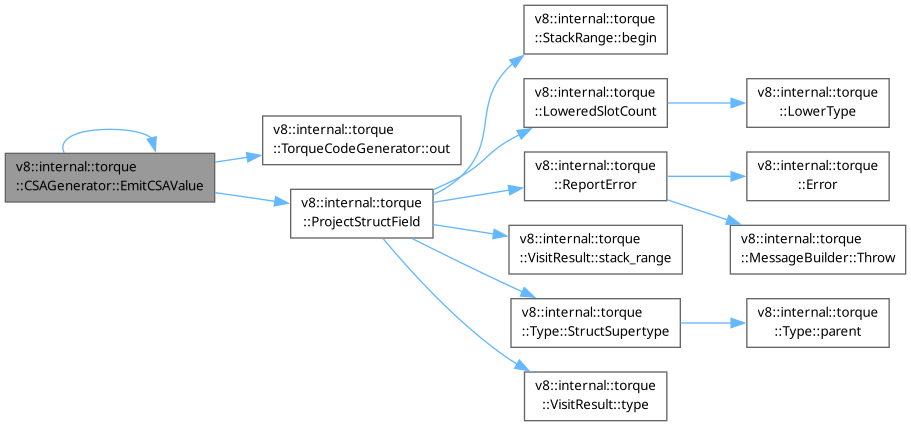 v8::internal::torque
::CSAGenerator::EmitCSAValue
v8::internal::torque
::TorqueCodeGenerator::out
v8::internal::torque
::ProjectStructField
v8::internal::torque
::StackRange::begin
v8::internal::torque
::LoweredSlotCount
v8::internal::torque
::ReportError
v8::internal::torque
::VisitResult::stack_range
v8::internal::torque
::Type::StructSupertype
v8::internal::torque
::VisitResult::type
v8::internal::torque
::LowerType
v8::internal::torque
::Error
v8::internal::torque
::MessageBuilder::Throw
v8::internal::torque
::Type::parent